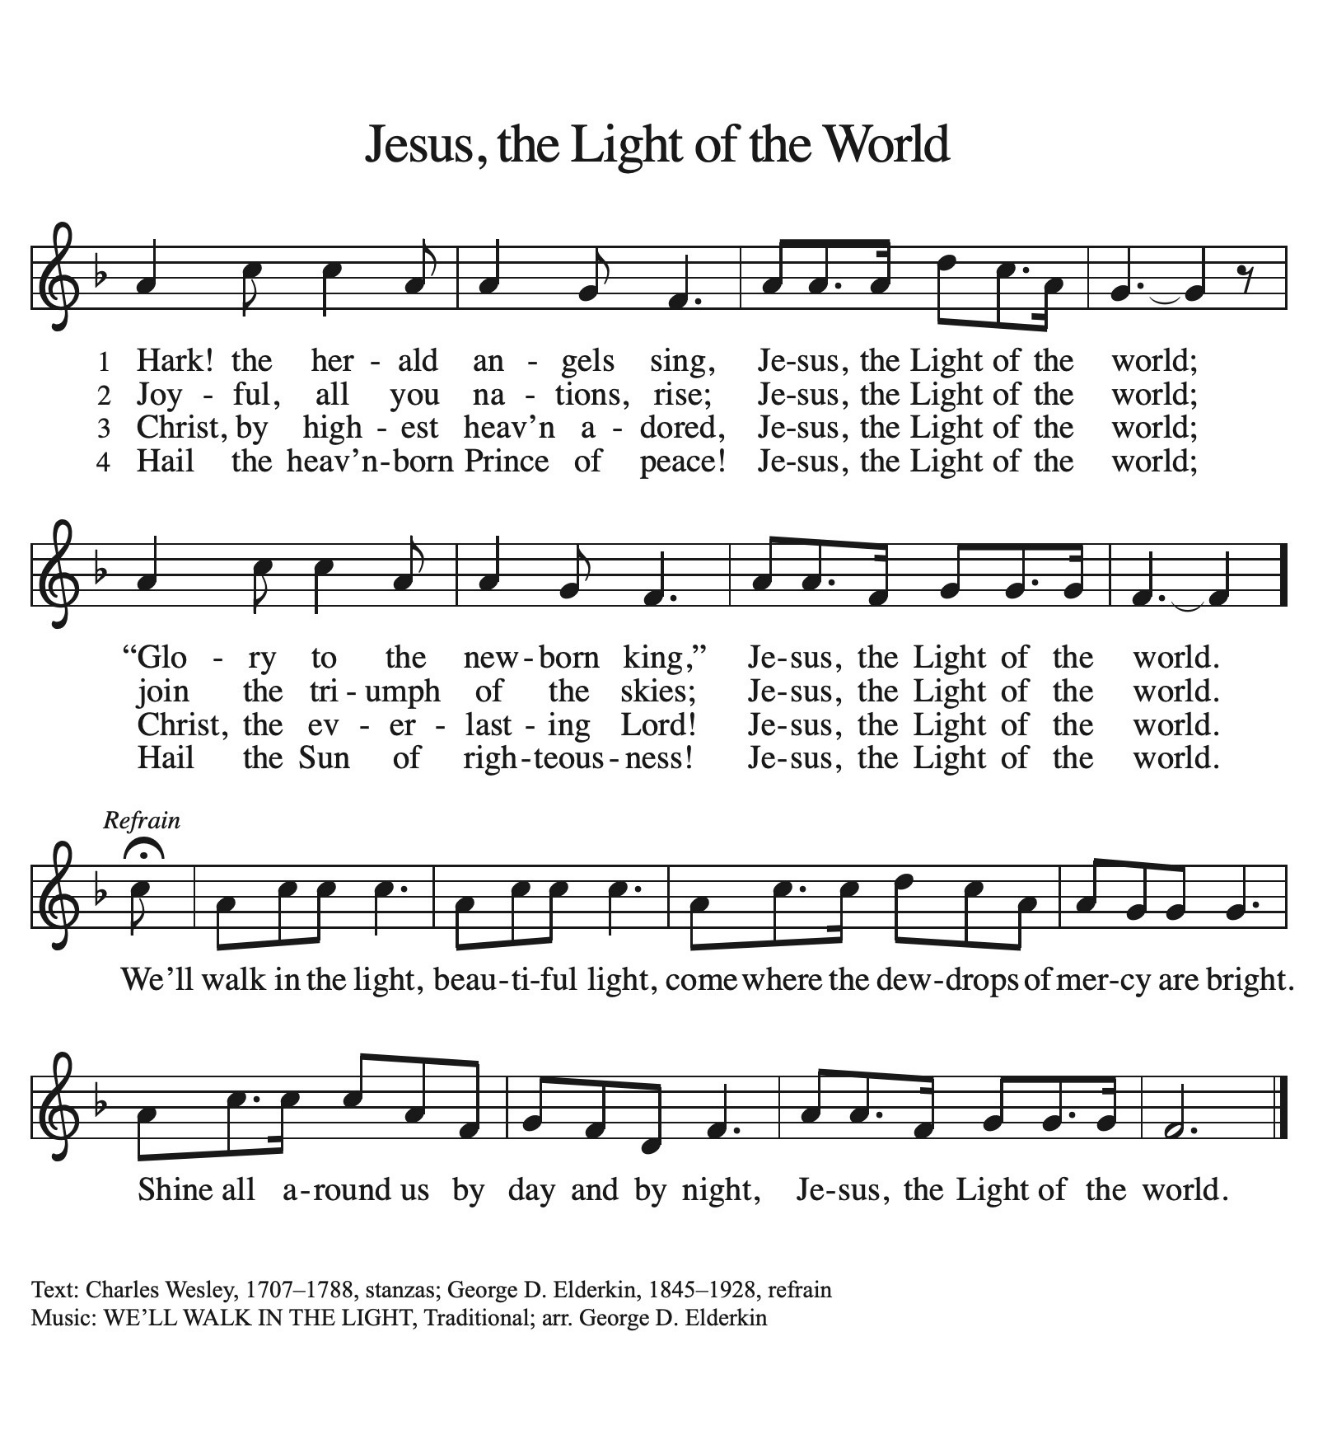 Jesus, the Light of the World
1 Hark! the her - ald an - gels sing, Je-sus, the Light of the world;
2 Joy - ful, all you na - tions, rise; Je-sus, the Light of the world;
3 Christ, by high - est heav’n a - dored, Je-sus, the Light of the world;
4 Hail the heav’n-born Prince of peace! Je-sus, the Light of the world;
“Glo - ry to the new-born king,” Je-sus, the Light of the world.
join the tri - umph of the skies; Je-sus, the Light of the world.
Christ, the ev - er - last - ing Lord! Je-sus, the Light of the world.
Hail the Sun of righ-teous-ness! Je-sus, the Light of the world.
Refrain
We’ll walk in the light, beau-ti-ful light, come where the dew-drops of mer-cy are bright.
Shine all a-round us by day and by night, Je-sus, the Light of the world.
Text: Charles Wesley, 1707–1788, stanzas; George D. Elderkin, 1845–1928, refrain
Music: WE’LL WALK IN THE LIGHT, Traditional; arr. George D. Elderkin